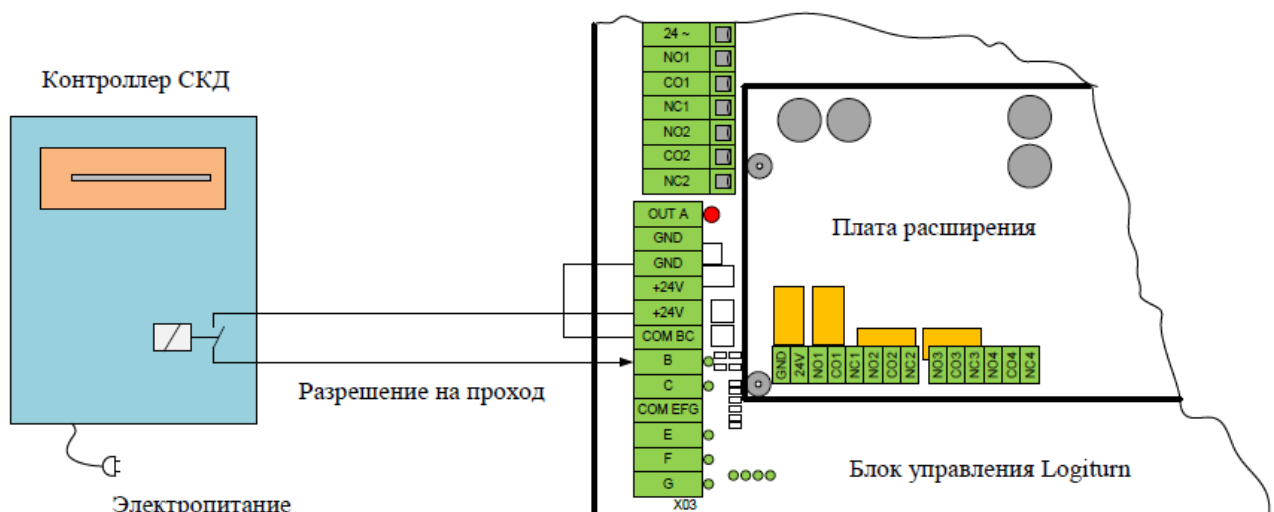 Контроллер СКД
24 ~
NO1
CO1
NC1
NO2
CO2
NC2
OUT A
GND
GND
+24V
+24V
COM BC
B
C
COM EFG
E
F
G
X03
Плата расширения
GND
24V
NO1
CO1
NC1
NO2
CO2
NC2
NO3
CO3
NC3
NO4
CO4
NC4
Разрешение на проход
Блок управления Logiturn
Электропитание